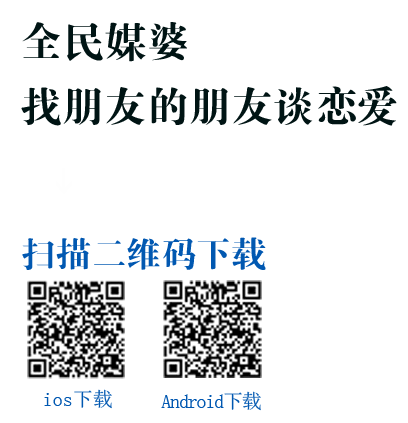 全民媒婆
找朋友的朋友谈恋爱
扫描二维码下载
ios下载
Android下载